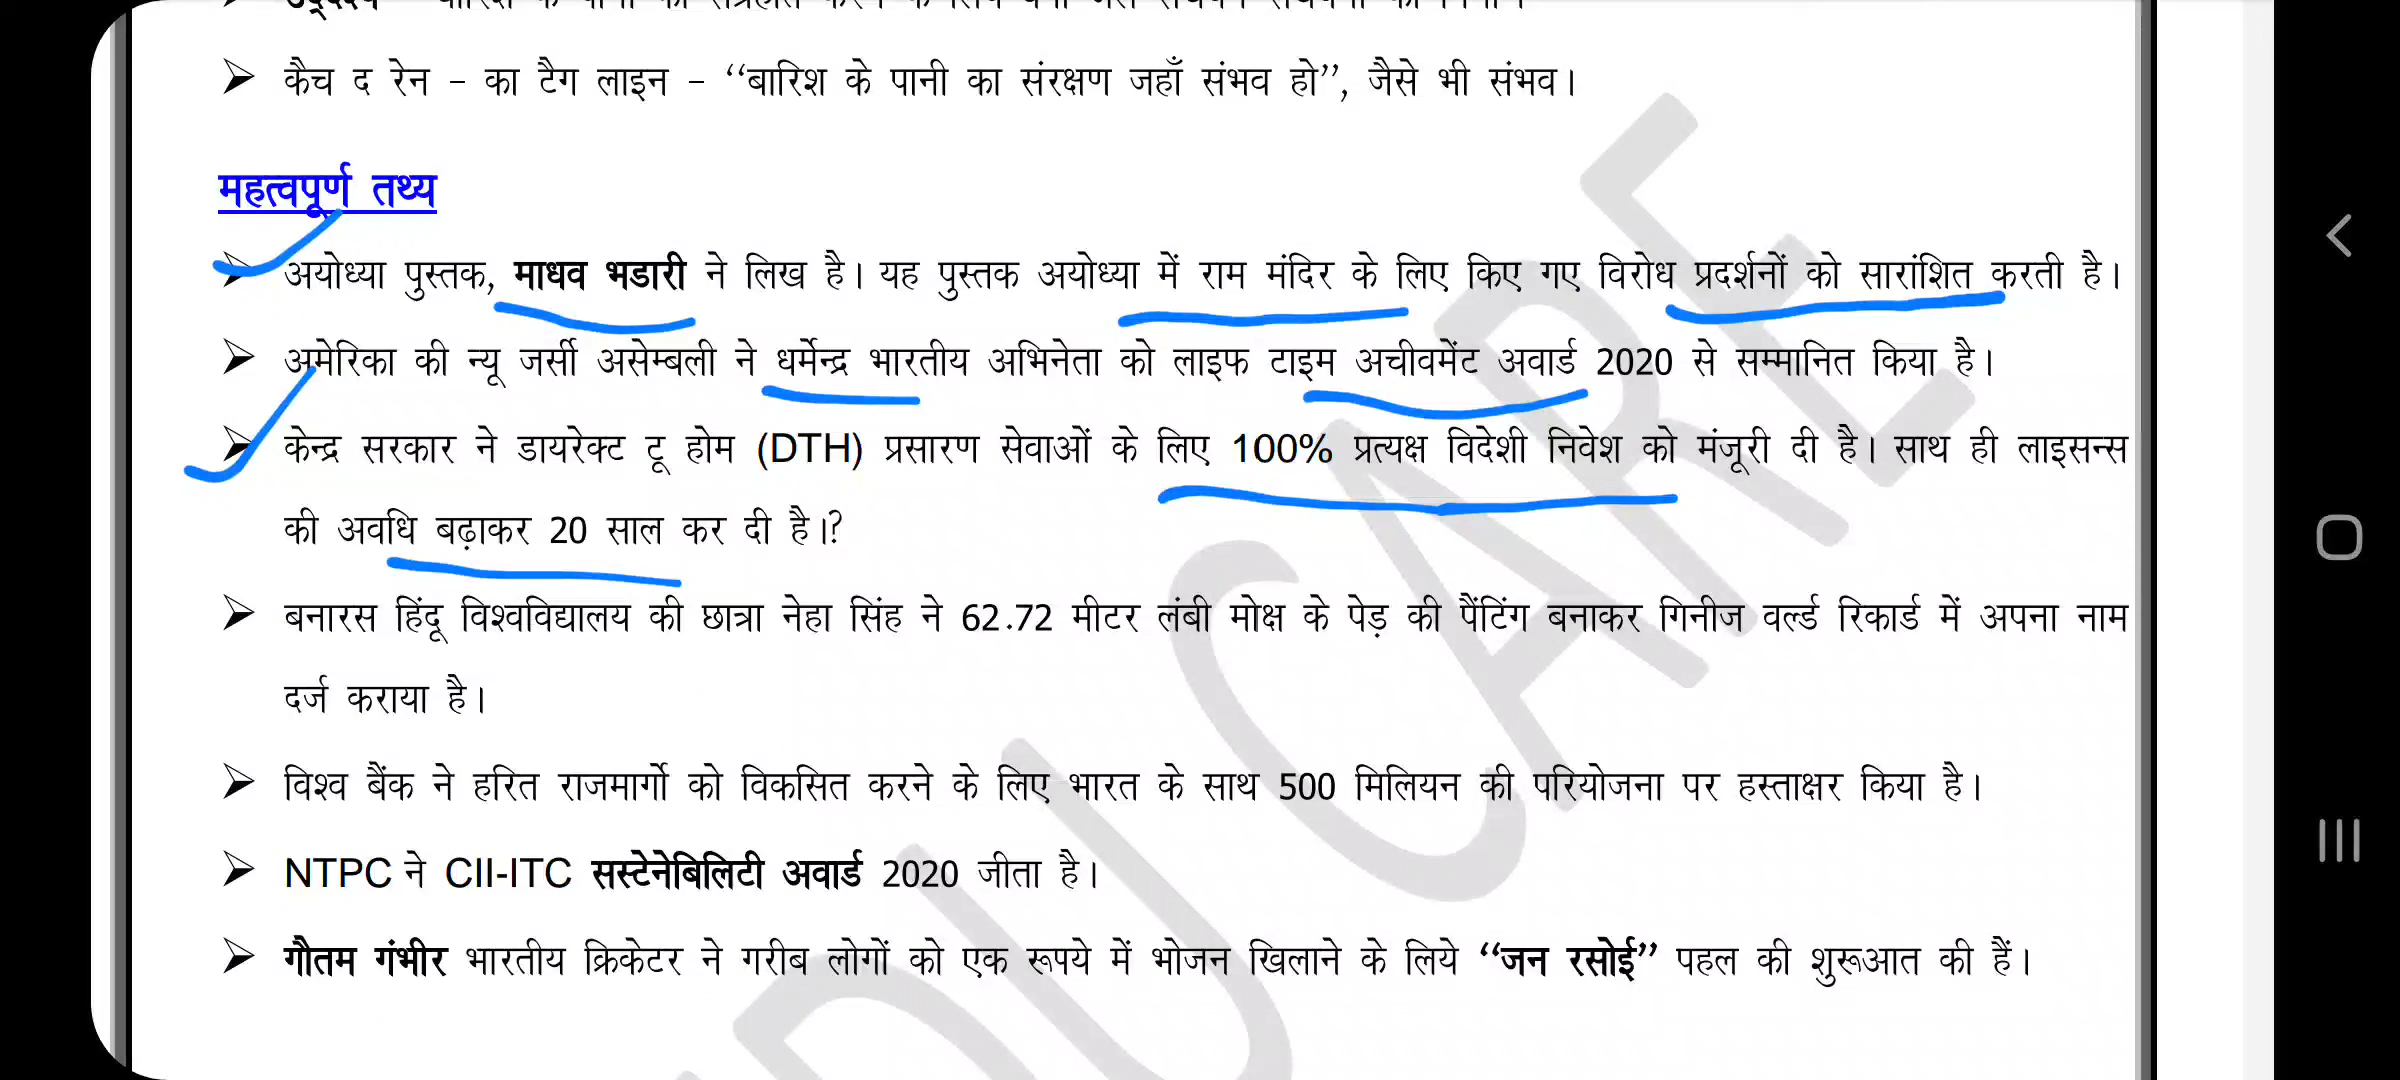 ➢ कैच द रेन - का टैग लाइन - ‘‘बारिश के पानी का संरक्षण जहाँ संभव हो’’, जैसे भी संभव।
महत्वपूर्ण तथ्य
➢ अयोध्या पुस्तक, माधव भडारी ने लिख है। यह पुस्तक अयोध्या में राम मंदिर के लिए किए गए विरोध प्रदर्शनों को सारांशित करती है।
➢ अमेरिका की न्यू जर्सी असेम्बली ने धर्मेन्द्र भारतीय अभिनेता को लाइफ टाइम अचीवमेंट अवार्ड 2020 से सम्मानित किया है।
➢ केन्द्र सरकार ने डायरेक्ट टू होम (DTH) प्रसारण सेवाओं के लिए 100% प्रत्यक्ष विदेशी निवेश को मंजूरी दी है। साथ ही लाइसन्स
की अवधि बढ़ाकर 20 साल कर दी है।?
➢ बनारस हिंदू विश्वविद्यालय की छात्रा नेहा सिंह ने 62.72 मीटर लंबी मोक्ष के पेड़ की पैंटिंग बनाकर गिनीज वर्ल्ड रिकार्ड में अपना नाम
दर्ज कराया है।
➢ विश्व बैंक ने हरित राजमार्गो को विकसित करने के लिए भारत के साथ 500 मिलियन की परियोजना पर हस्ताक्षर किया है।
➢ NTPC ने CII-ITC सस्टेनेबिलिटी अवार्ड 2020 जीता है।
➢ गौतम गंभीर भारतीय क्रिकेटर ने गरीब लोगों को एक रूपये में भोजन खिलाने के लिये ‘‘जन रसोई’’ पहल की शुरूआत की हैं।
DU CARE